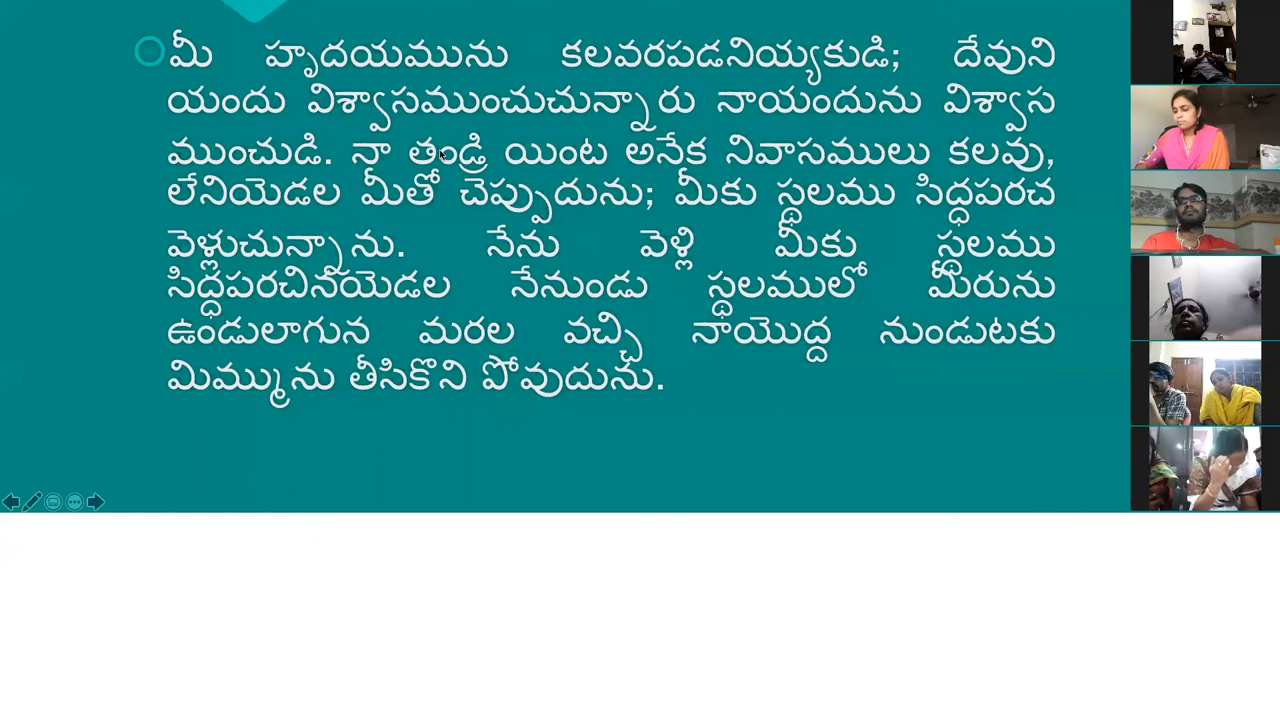 మీ హృదయమును కలవరపడనియ్యకుడి; దేవుని
యందు విశ్వాసముంచుచున్నారు నాయందును విశ్వాస
ముంచుడి. నా తండ్రి యింట అనేక నివాసములు కలవు,
లేనియెడల మీతో చెప్పుదును; మీకు స్థలము సిద్ధపరచ
వెళ్లుచున్నాను. నేను వెళ్లి మీకు స్థలము
సిద్ధపరచినయెడల నేనుండు స్థలములో మీరును
ఉండులాగున మరల వచ్చి నాయొద్ద నుండుటకు
మిమ్మును తీసికొని పోవుదును.